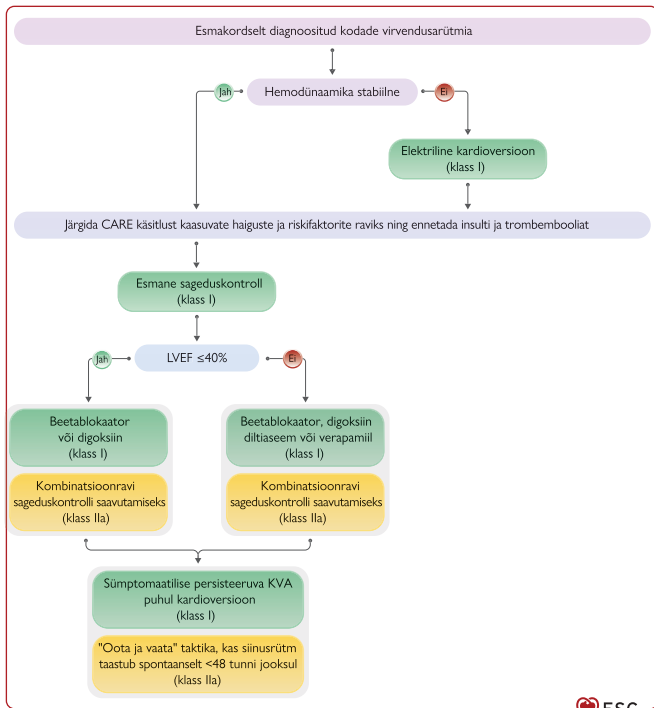 Esmakordselt diagnoositud kodade virvendusarütmia
Jah
Hemodünaamika stabiilne
Ei
Elektriline kardioversioon
(klass I)
Järgida CARE käsitlust kaasuvate haiguste ja riskifaktorite raviks ning ennetada insulti ja trombembooliat
Esmane sageduskontroll
(klass I)
Jah
LVEF ≤40%
Ei
Beetablokaator
või digoksiin
(klass I)
Kombinatsioonravi
sageduskontrolli saavutamiseks
(klass IIa)
Beetablokaator, digoksiin
diltiaseem või verapamiil
(klass I)
Kombinatsioonravi
sageduskontrolli saavutamiseks
(klass IIa)
Sümptomaatilise persisteeruva KVA
puhul kardioversioon
(klass I)
"Oota ja vaata" taktika, kas siinusrütm
taastub spontaanselt <48 tunni jooksul
(klass IIa)
ESC